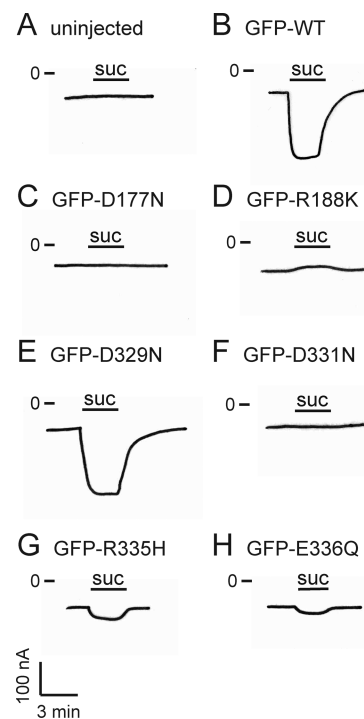 A uninjected
0 suc
B GFP-WT
0 suc
C GFP-D177N
0 suc
D GFP-R188K
0 suc
E GFP-D329N
0 suc
F GFP-D331N
0 suc
G GFP-R335H
0 suc
H GFP-E336Q
0 suc
100 nA
3 min